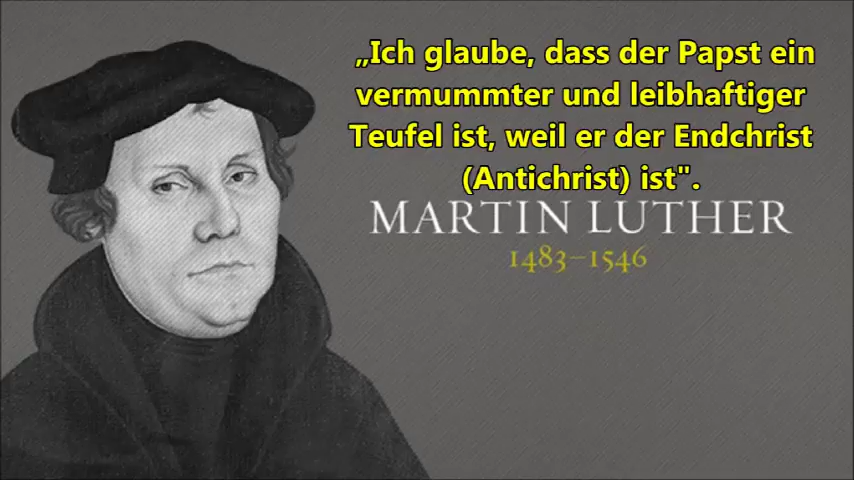 „Ich glaube, dass der Papst ein
vermummter und leibhaftiger
Teufel ist, weil er der Endchrist
(Antichrist) ist".
MARTIN LUTHER
1483–1546